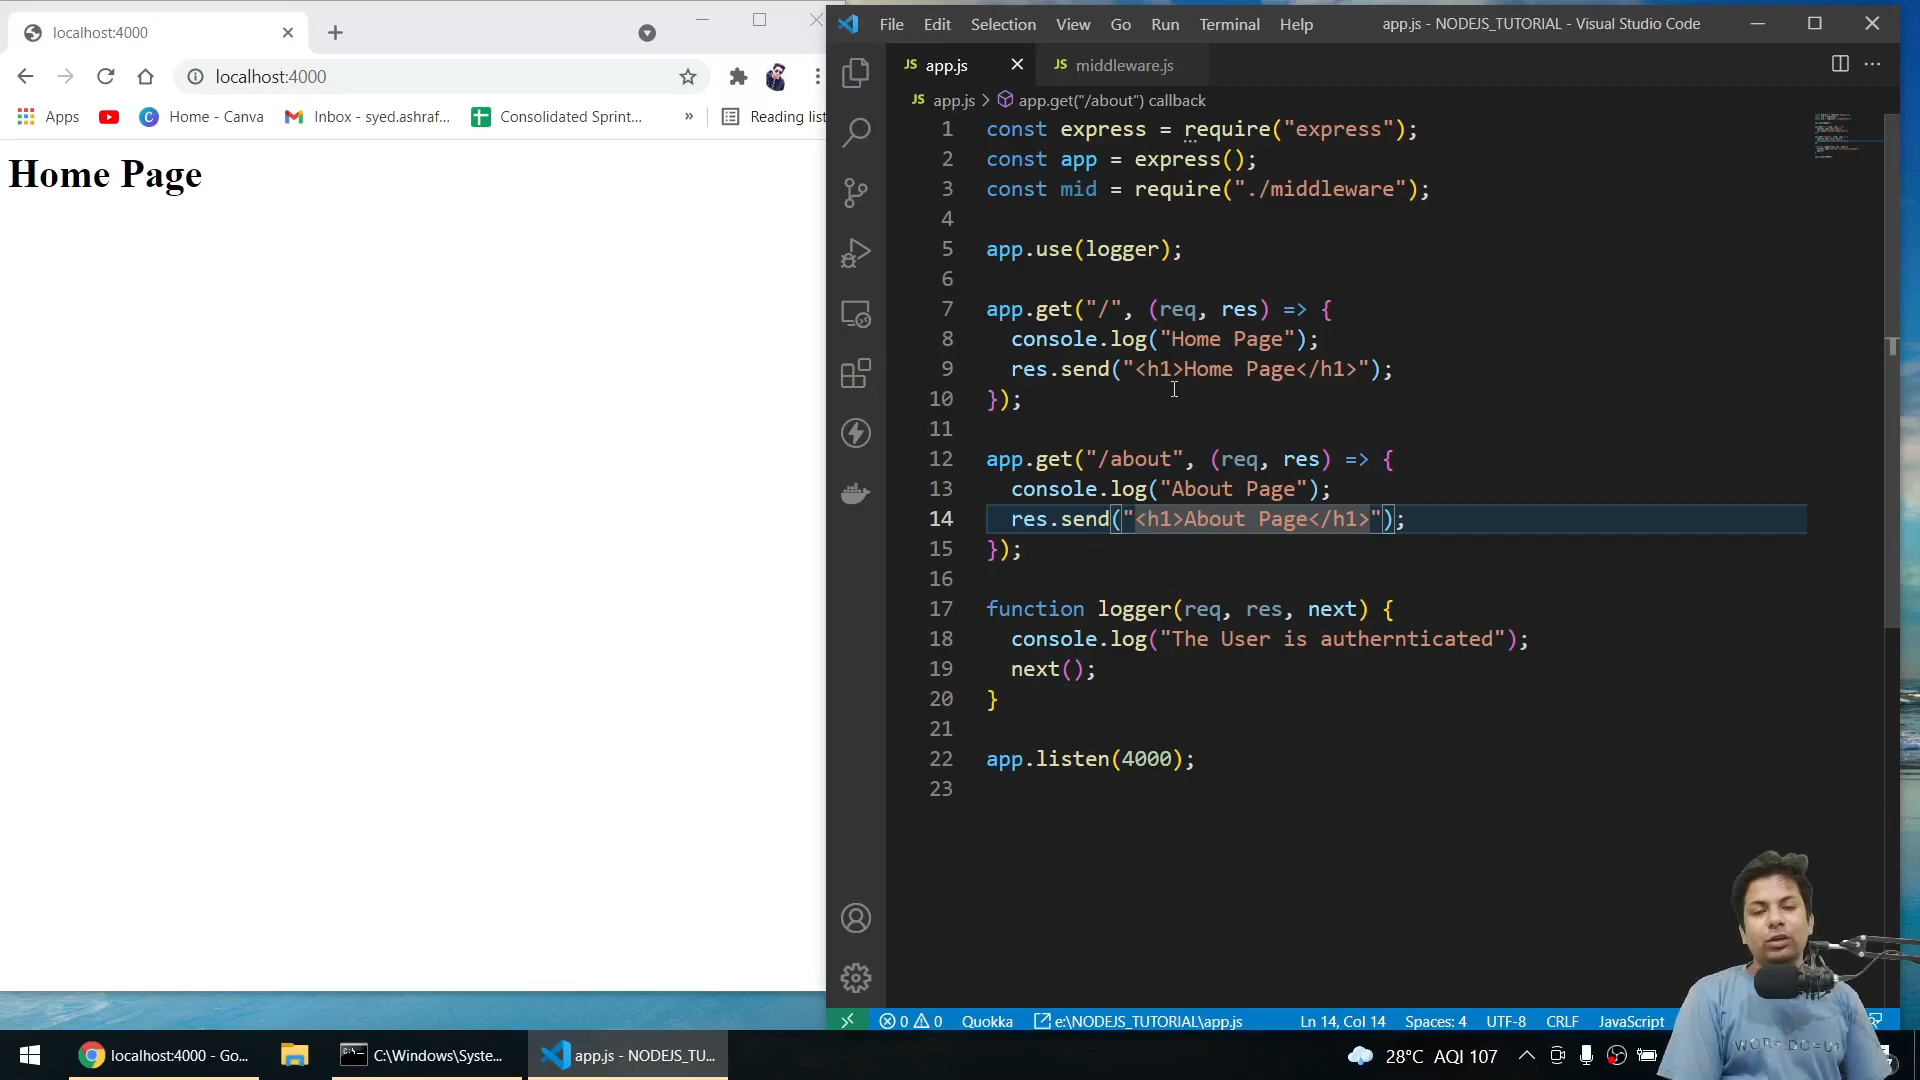 localhost:4000
localhost:4000
Apps
Home - Canva
Inbox - syed.ashraf...
Consolidated Sprint...
»
Reading list
Home Page
File Edit Selection View Go Run Terminal Help
app.js - NODEJS_TUTORIAL - Visual Studio Code
JS app.js
JS middleware.js
JS app.js > app.get("/about") callback
1 const express = require("express");
2 const app = express();
3 const mid = require("./middleware");
4
5 app.use(logger);
6
7 app.get("/", (req, res) => {
8 console.log("Home Page");
9 res.send("<h1>Home Page</h1>");
10 });
11
12 app.get("/about", (req, res) => {
13 console.log("About Page");
14 res.send("<h1>About Page</h1>");
15 });
16
17 function logger(req, res, next) {
18 console.log("The User is authernticated");
19 next();
20 }
21
22 app.listen(4000);
23
0 0 Quokka e:\NODEJS_TUTORIAL\app.js Ln 14, Col 14 Spaces: 4 UTF-8 CRLF JavaScript
localhost:4000 - Go...
C:\Windows\Syste...
app.js - NODEJS_TU...
28°C AQI 107